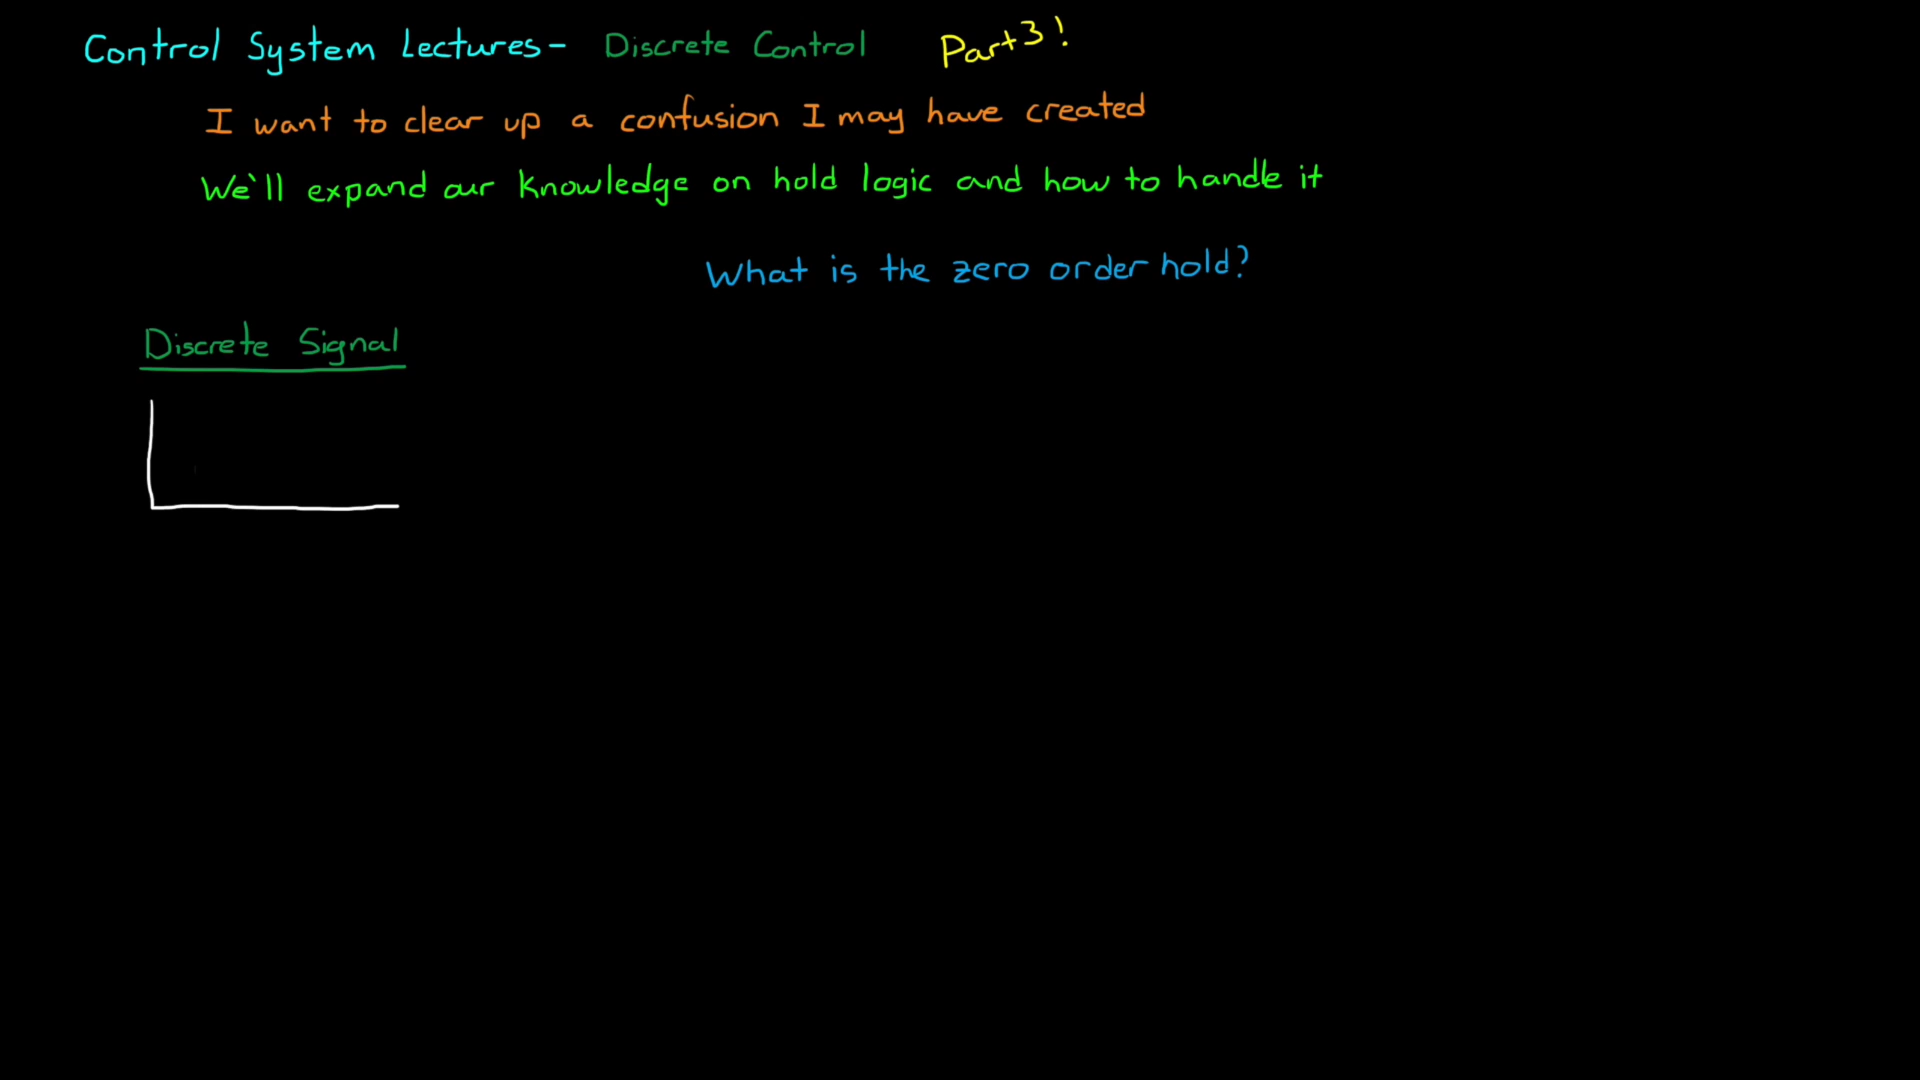 Control System Lectures- Discrete Control Part 3!
I want to clear up a confusion I may have created
We'll expand our knowledge on hold logic and how to handle it
What is the zero order hold?
Discrete Signal